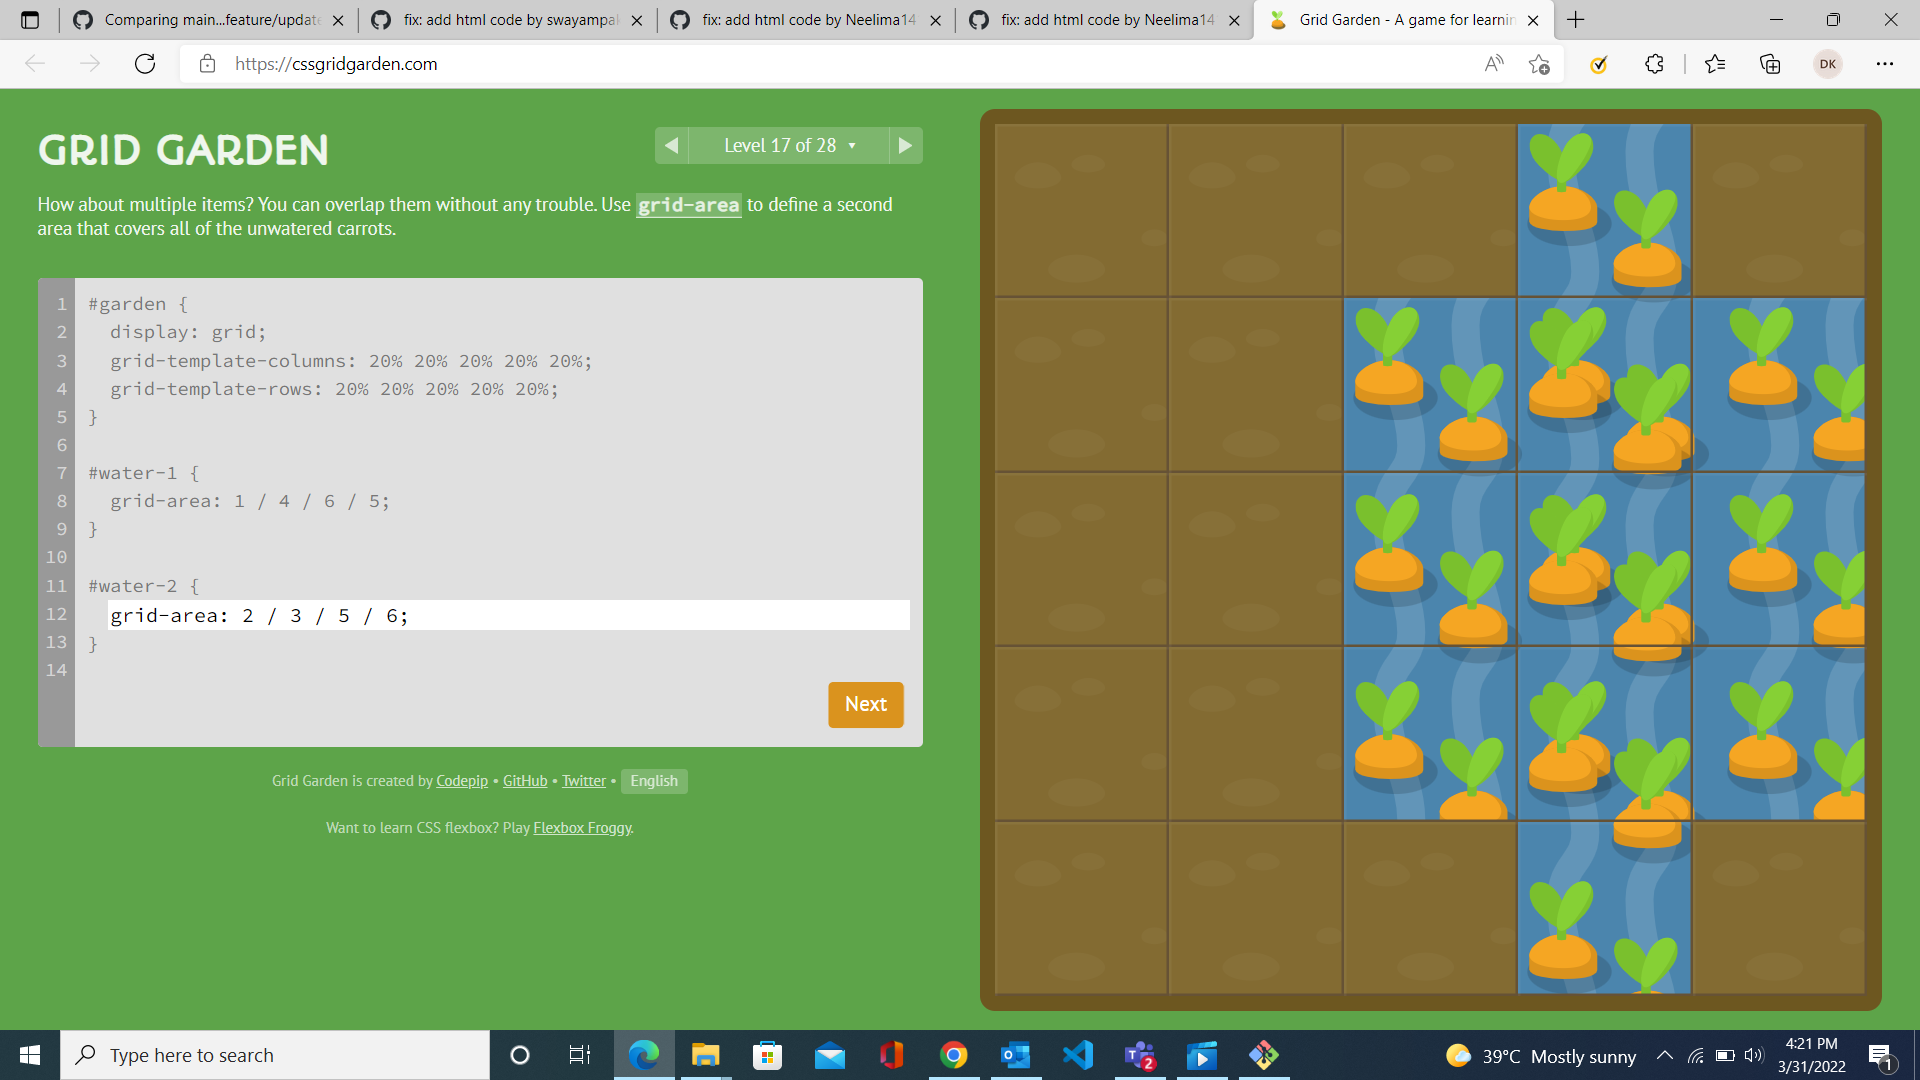 Comparing main...feature/update
fix: add html code by swayampal
fix: add html code by Neelima14
fix: add html code by Neelima14
Grid Garden - A game for learnin
https://cssgridgarden.com
DK
GRID GARDEN
Level 17 of 28
How about multiple items? You can overlap them without any trouble. Use grid-area to define a second
area that covers all of the unwatered carrots.
1 #garden {
2 display: grid;
3 grid-template-columns: 20% 20% 20% 20% 20%;
4 grid-template-rows: 20% 20% 20% 20% 20%;
5 }
6
7 #water-1 {
8 grid-area: 1 / 4 / 6 / 5;
9 }
10
11 #water-2 {
12 grid-area: 2 / 3 / 5 / 6;
13 }
14
Next
Grid Garden is created by Codepip • GitHub • Twitter • English
Want to learn CSS flexbox? Play Flexbox Froggy.
Type here to search
2
39°C Mostly sunny
4:21 PM
3/31/2022
1